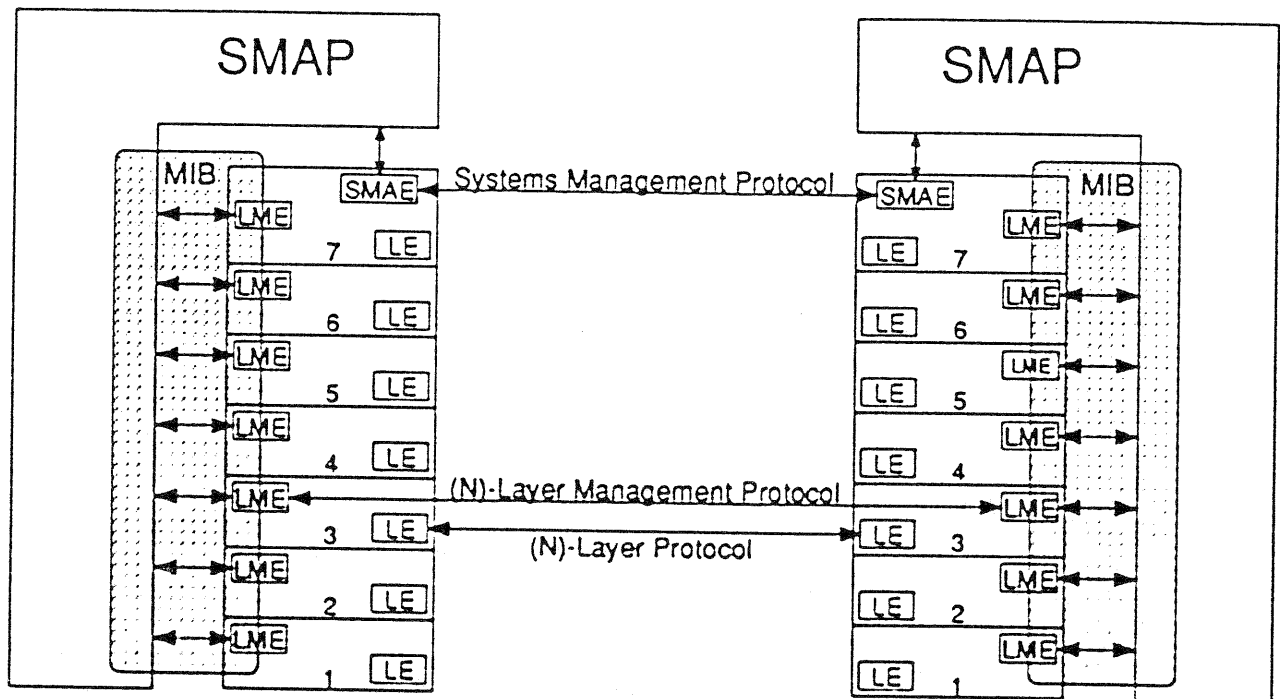 SMAP
SMAP
MIB
SMAE
Systems Management Protocol
SMAE
MIB
LME
LME
7
LE
LE
7
LME
LME
6
LE
LE
6
LME
LME
5
LE
LE
5
LME
LME
4
LE
LE
4
LME
(N)-Layer Management Protocol
LME
3
LE
(N)-Layer Protocol
LE
3
LME
LME
2
LE
LE
2
LME
LME
1
LE
LE
1